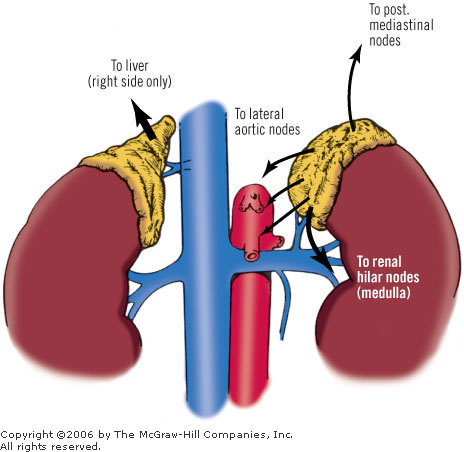 To post.
mediastinal
nodes
To liver
(right side only)
To lateral
aortic nodes
To renal
hilar nodes
(medulla)
Copyright ©2006 by The McGraw-Hill Companies, Inc.
All rights reserved.